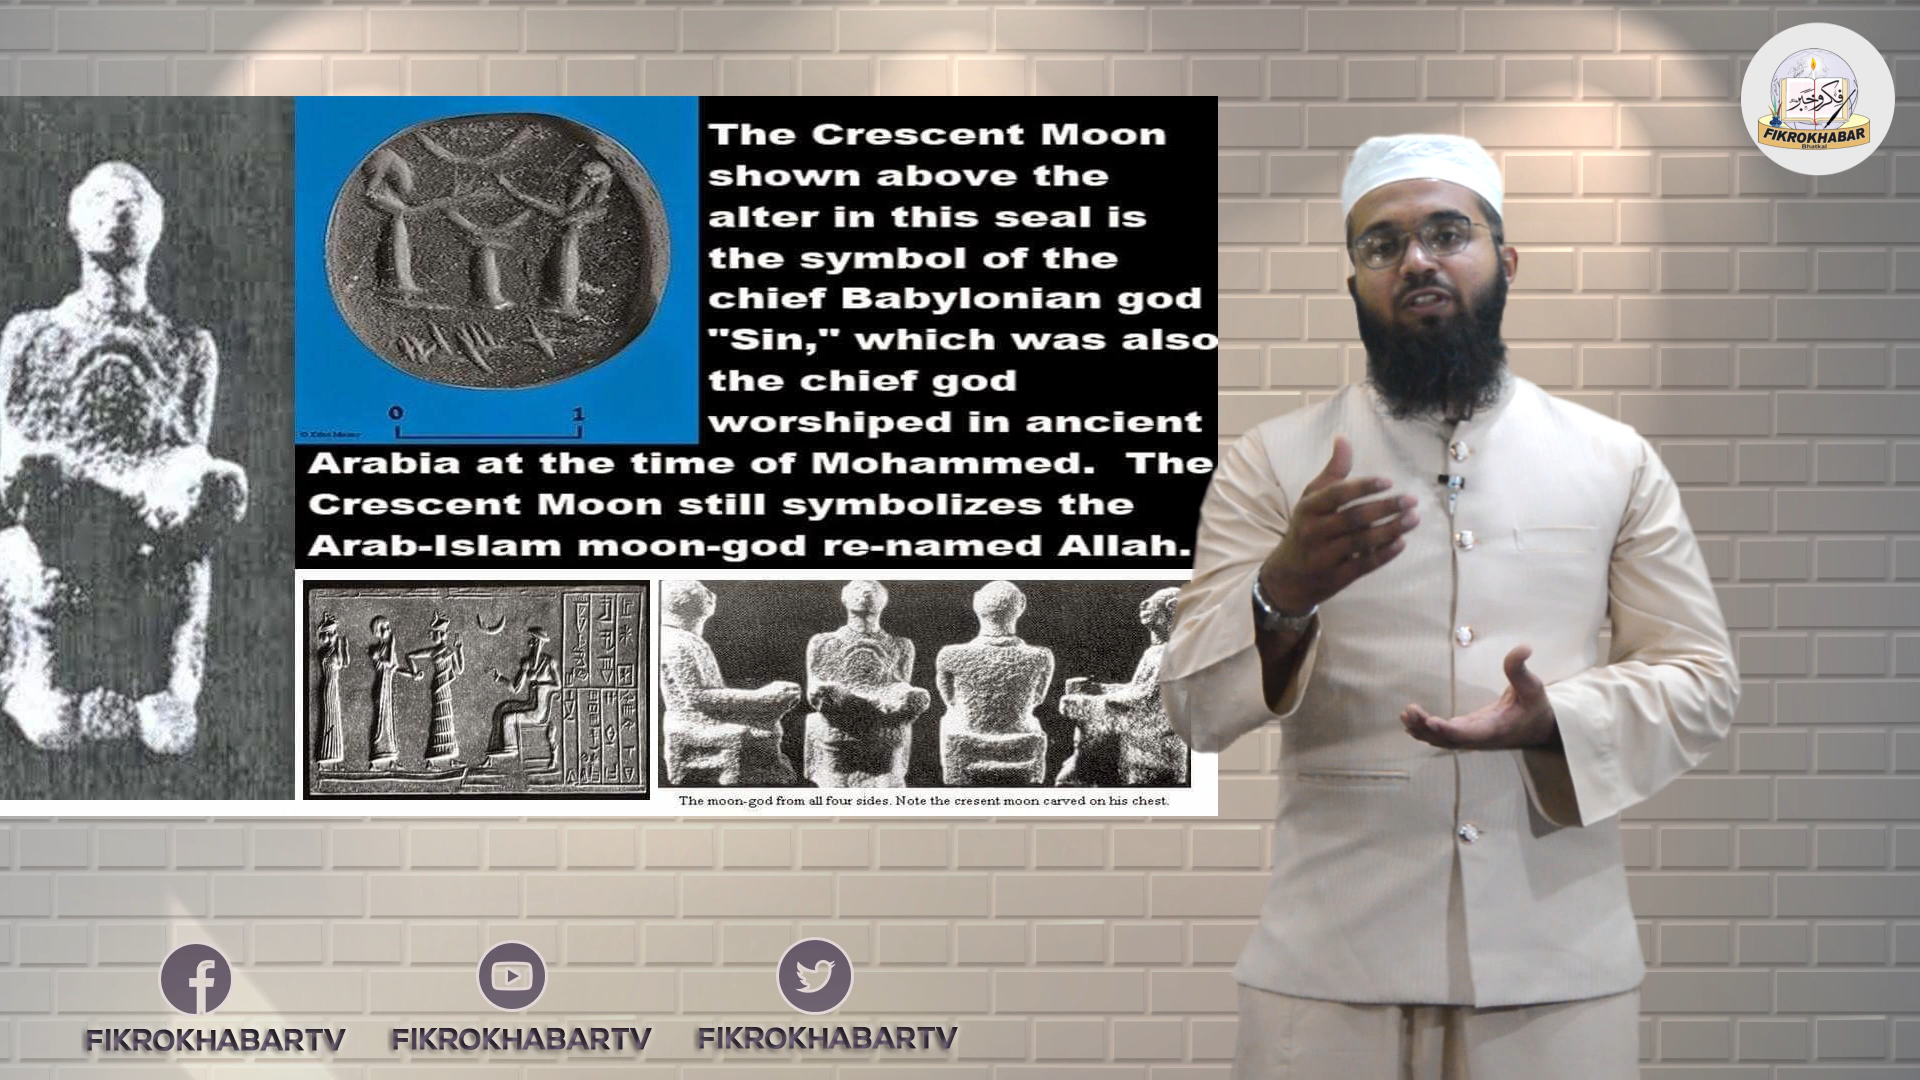 The Crescent Moon
shown above the
alter in this seal is
the symbol of the
chief Babylonian god
"Sin," which was also
the chief god
worshiped in ancient
Arabia at the time of Mohammed. The
Crescent Moon still symbolizes the
Arab-Islam moon-god re-named Allah.
0 1
The moon-god from all four sides. Note the cresent moon carved on his chest.
فکروخبر
FIKROKHABAR
Bhatkal
FIKROKHABARTV
FIKROKHABARTV
FIKROKHABARTV